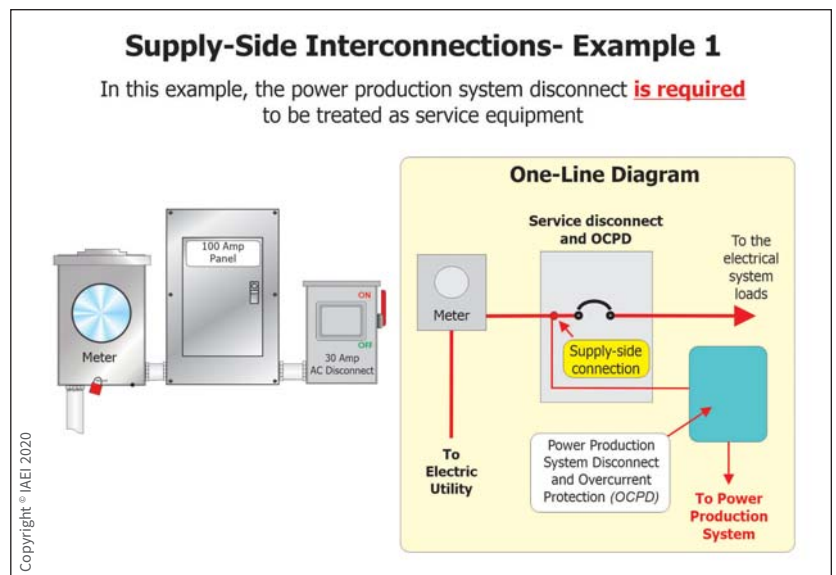 Supply-Side Interconnections- Example 1
In this example, the power production system disconnect is required
to be treated as service equipment
100 Amp
Panel
Meter
ON
OFF
30 Amp
AC Disconnect
One-Line Diagram
Service disconnect
and OCPD
To the
electrical
system
loads
Meter
Supply-side
connection
To
Electric
Utility
Power Production
System Disconnect
and Overcurrent
Protection (OCPD)
To Power
Production
System
Copyright © IAEI 2020